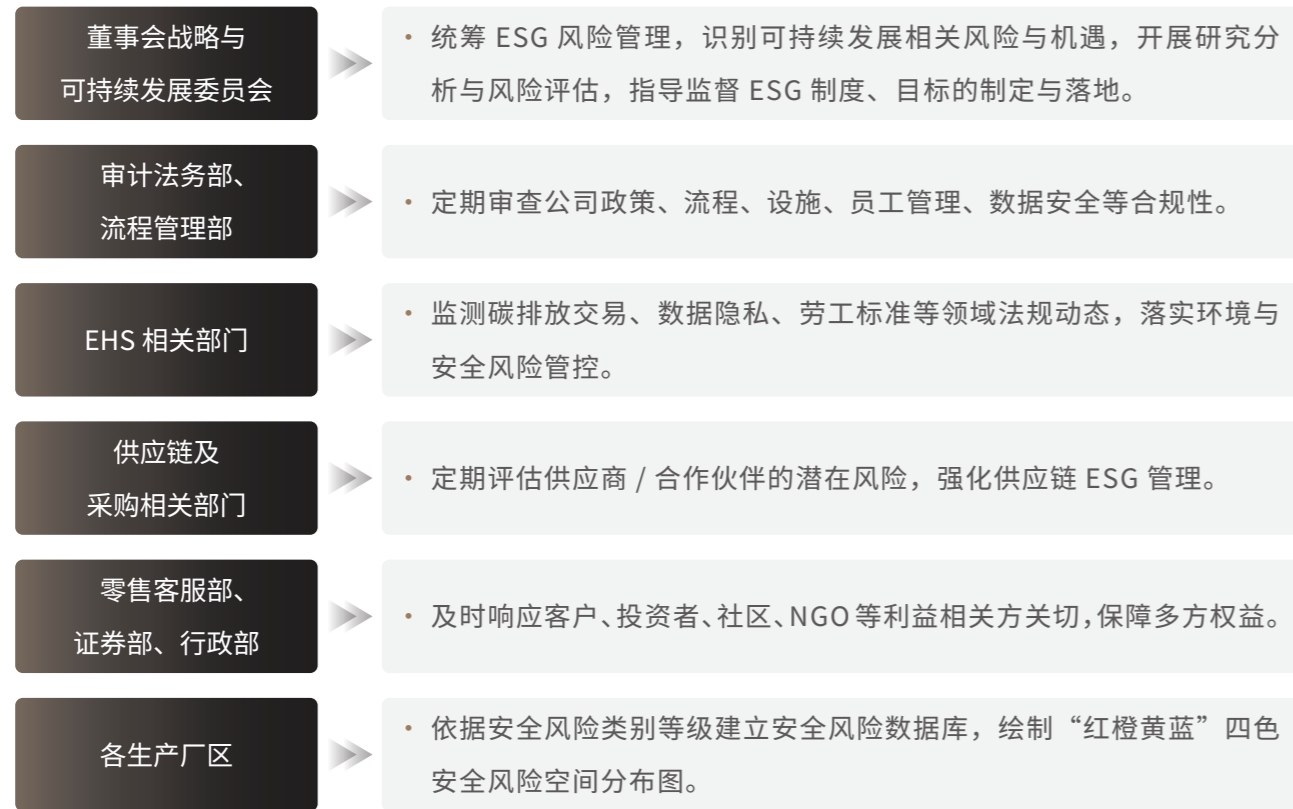 董事会战略与
可持续发展委员会
• 统筹 ESG 风险管理，识别可持续发展相关风险与机遇，开展研究分
析与风险评估，指导监督 ESG 制度、目标的制定与落地。
审计法务部、
流程管理部
• 定期审查公司政策、流程、设施、员工管理、数据安全等合规性。
EHS 相关部门
• 监测碳排放交易、数据隐私、劳工标准等领域法规动态，落实环境与
安全风险管控。
供应链及
采购相关部门
• 定期评估供应商 / 合作伙伴的潜在风险，强化供应链 ESG 管理。
零售客服部、
证券部、行政部
• 及时响应客户、投资者、社区、NGO 等利益相关方关切，保障多方权益。
各生产厂区
• 依据安全风险类别等级建立安全风险数据库，绘制“红橙黄蓝”四色
安全风险空间分布图。